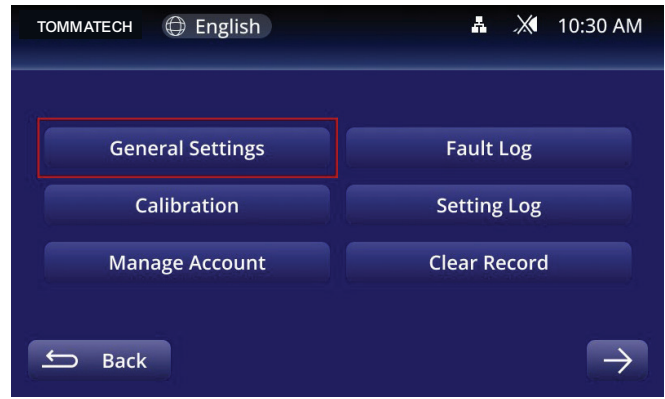 TOMMATECH English 10:30 AM
General Settings Fault Log
Calibration Setting Log
Manage Account Clear Record
Back